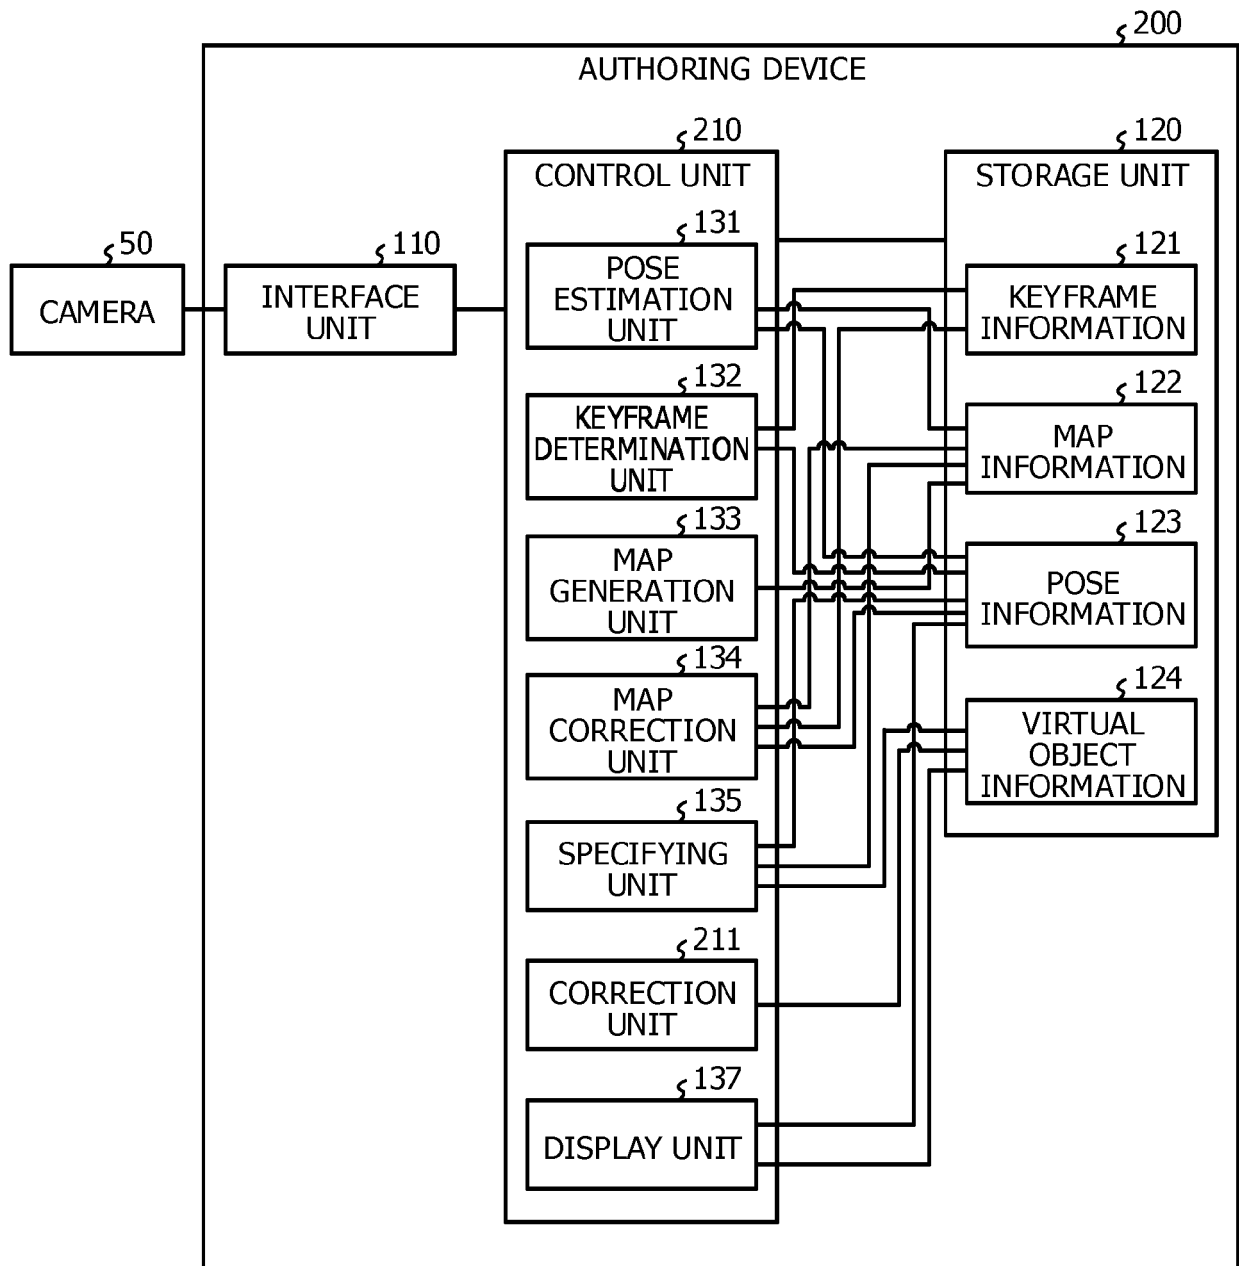 200
AUTHORING DEVICE
210
CONTROL UNIT
120
STORAGE UNIT
50
CAMERA
110
INTERFACE
UNIT
131
POSE
ESTIMATION
UNIT
132
KEYFRAME
DETERMINATION
UNIT
133
MAP
GENERATION
UNIT
134
MAP
CORRECTION
UNIT
135
SPECIFYING
UNIT
211
CORRECTION
UNIT
137
DISPLAY UNIT
121
KEYFRAME
INFORMATION
122
MAP
INFORMATION
123
POSE
INFORMATION
124
VIRTUAL
OBJECT
INFORMATION